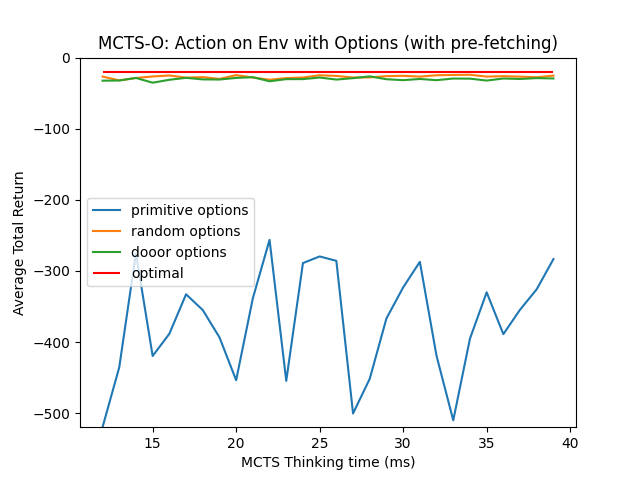 MCTS-O: Action on Env with Options (with pre-fetching)
0
−100
−200
−300
−400
−500
Average Total Return
primitive options
random options
dooor options
optimal
15
20
25
30
35
40
MCTS Thinking time (ms)